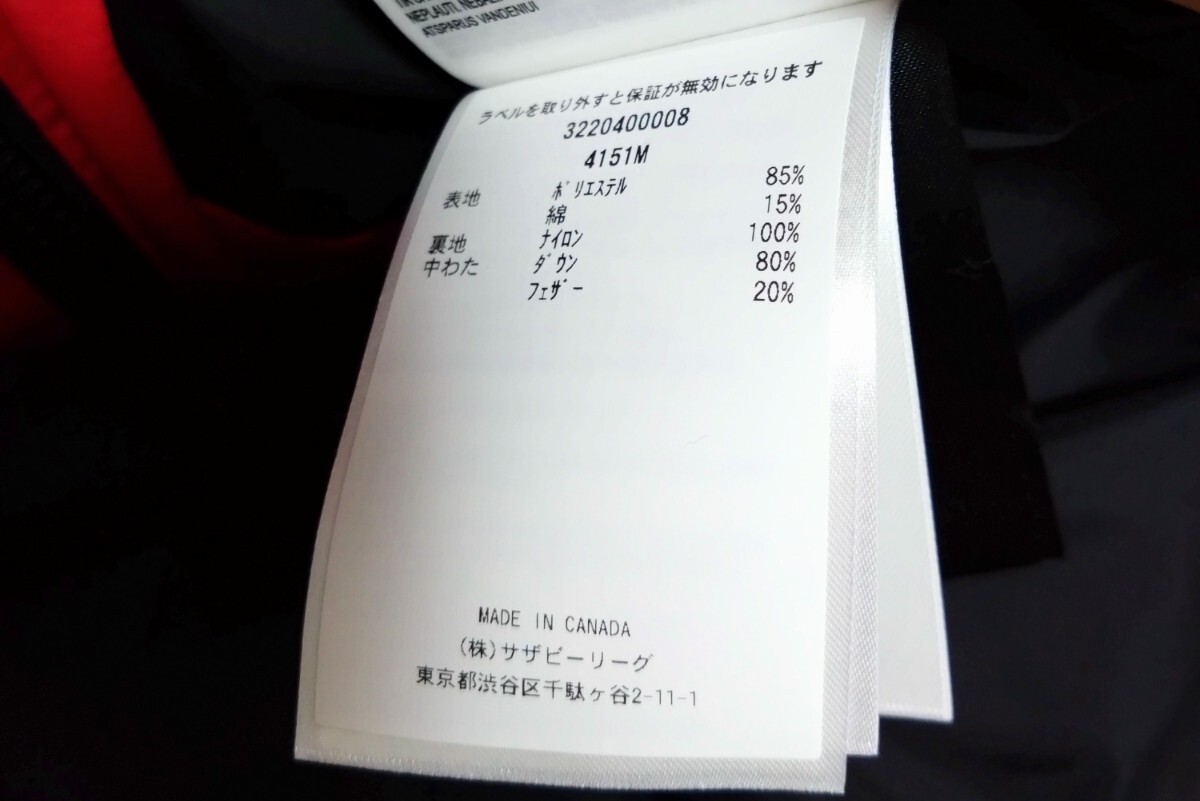 NEPLAUTI. NEBA
ATSPARUS VANDENIUI
ラベルを取り外すと保証が無効になります
3220400008
4151M
表地 ポリエステル 85%
綿 15%
裏地 ナイロン 100%
中わた ダウン 80%
フェザー 20%
MADE IN CANADA
(株)サザビーリーグ
東京都渋谷区千駄ヶ谷2-11-1